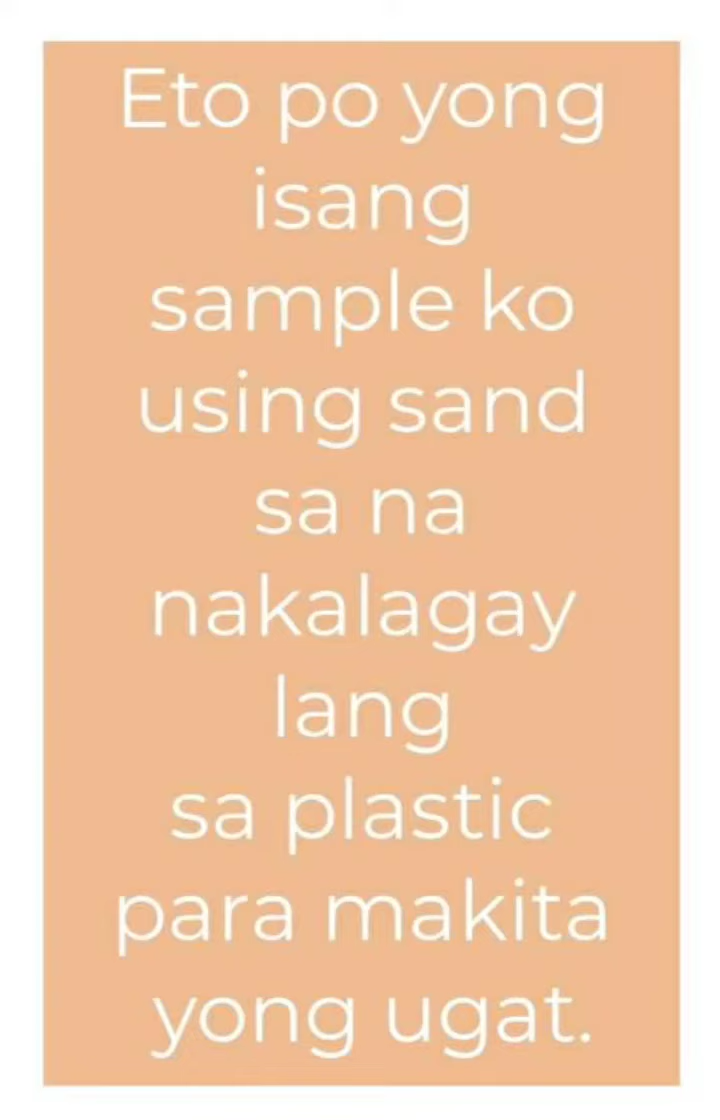 Eto po yong
isang
sample ko
using sand
sa na
nakalagay
lang
sa plastic
para makita
yong ugat.